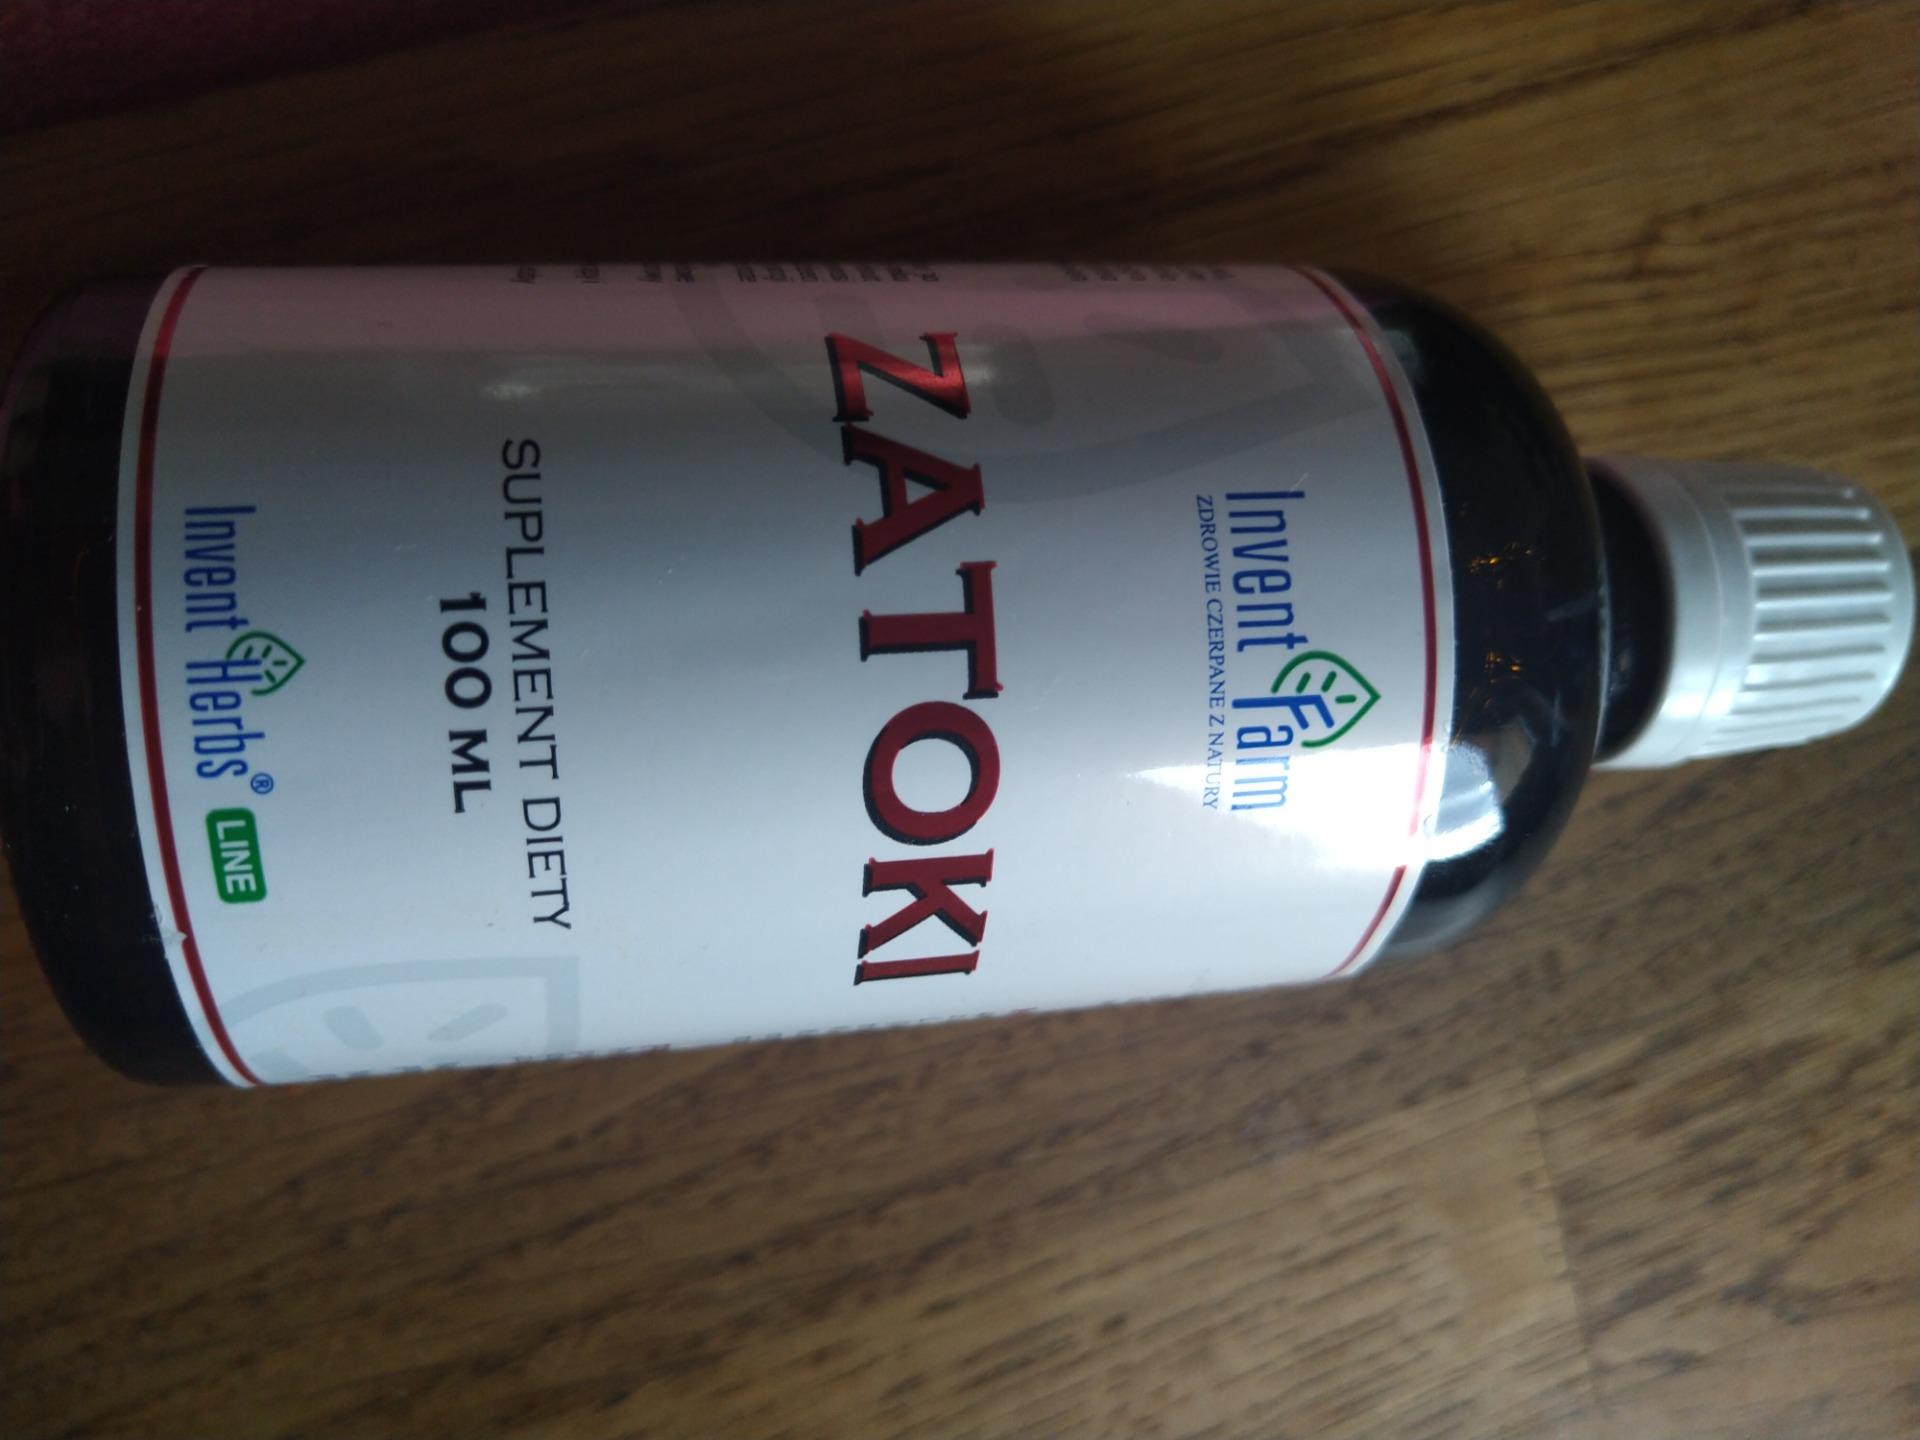 Invent Farm
ZDROWIE CZERPANE Z NATURY
ZATOKI
SUPLEMENT DIETY
100 ML
Invent Herbs® LINE